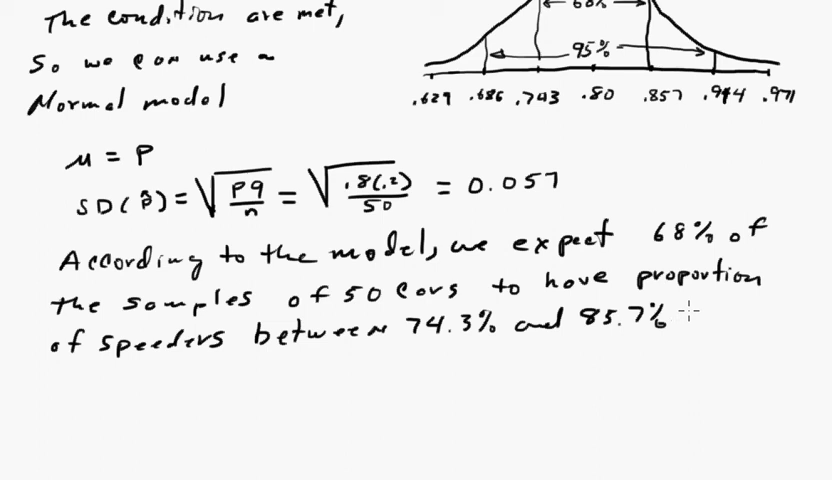 The condition are met,
So we can use a
Normal model
68%
95%
.629 .686 .743 .80 .857 .914 .971
μ = P
SD(p̂) = √(pq/n) = √(.8(.2)/50) = 0.057
According to the model, we expect 68% of
the samples of 50 cars to have proportion
of speeders between 74.3% and 85.7%